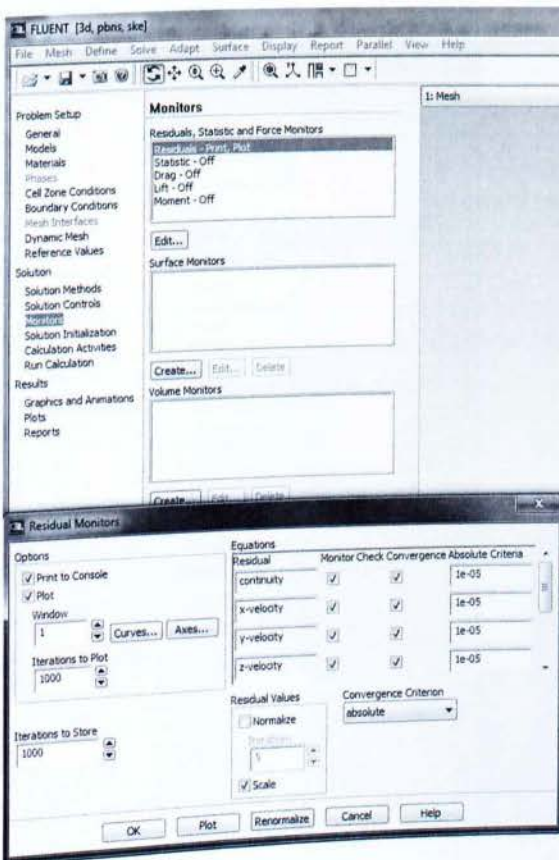 FLUENT [3d, pbns, ske]
File Mesh Define Solve Adapt Surface Display Report Parallel View Help
Problem Setup
General
Models
Materials
Phases
Cell Zone Conditions
Boundary Conditions
Mesh Interfaces
Dynamic Mesh
Reference Values
Solution
Solution Methods
Solution Controls
Monitors
Solution Initialization
Calculation Activities
Run Calculation
Results
Graphics and Animations
Plots
Reports
Monitors
Residuals, Statistic and Force Monitors
Residuals - Print, Plot
Statistic - Off
Drag - Off
Lift - Off
Moment - Off
Edit...
Surface Monitors
Create... Edit... Delete
Volume Monitors
Create... Edit... Delete
1: Mesh
Residual Monitors
X
Options
Print to Console
Plot
Window
1
Curves... Axes...
Iterations to Plot
1000
Iterations to Store
1000
Equations
Residual Monitor Check Convergence Absolute Criteria
continuity 1e-05
x-velocity 1e-05
y-velocity 1e-05
z-velocity 1e-05
Residual Values
Normalize
Iterations
5
Scale
Convergence Criterion
absolute
OK Plot Renormalize Cancel Help